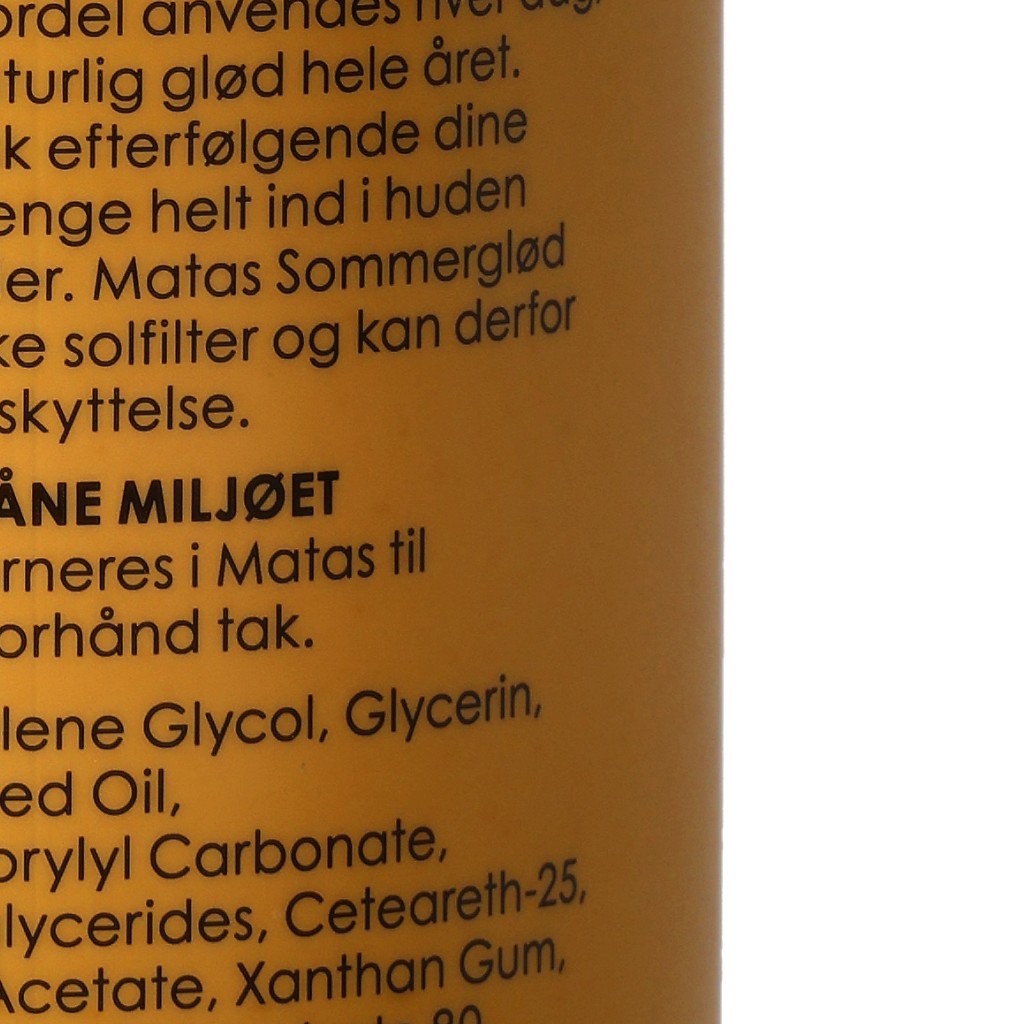 ordel anvendes hver dag.
turlig glød hele året.
k efterfølgende dine
enge helt ind i huden
er. Matas Sommerglød
ke solfilter og kan derfor
skyttelse.
ÅNE MILJØET
rneres i Matas til
orhånd tak.
lene Glycol, Glycerin,
ed Oil,
prylyl Carbonate,
lycerides, Ceteareth-25,
Acetate, Xanthan Gum,
80